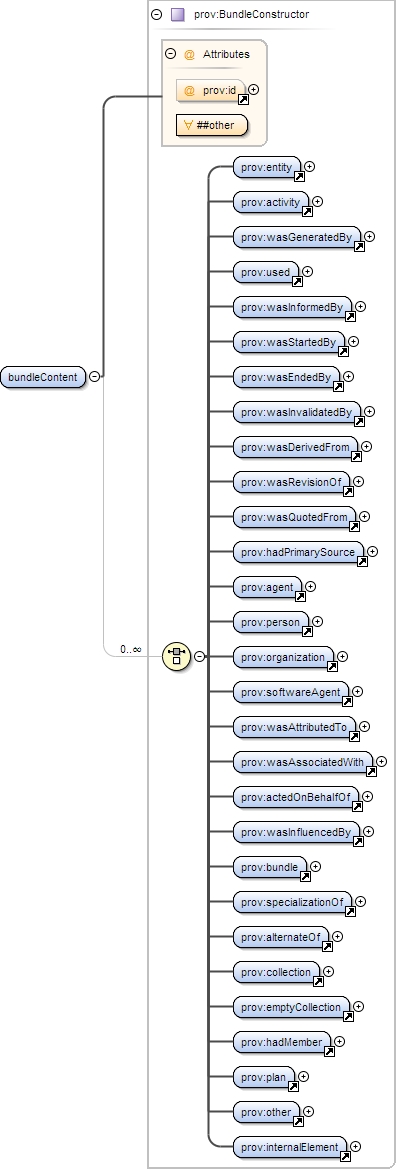 prov:BundleConstructor
@ Attributes
@ prov:id
∀ ##other
prov:entity
prov:activity
prov:wasGeneratedBy
prov:used
prov:wasInformedBy
prov:wasStartedBy
bundleContent
prov:wasEndedBy
prov:wasInvalidatedBy
prov:wasDerivedFrom
prov:wasRevisionOf
prov:wasQuotedFrom
prov:hadPrimarySource
prov:agent
prov:person
0..∞
prov:organization
prov:softwareAgent
prov:wasAttributedTo
prov:wasAssociatedWith
prov:actedOnBehalfOf
prov:wasInfluencedBy
prov:bundle
prov:specializationOf
prov:alternateOf
prov:collection
prov:emptyCollection
prov:hadMember
prov:plan
prov:other
prov:internalElement